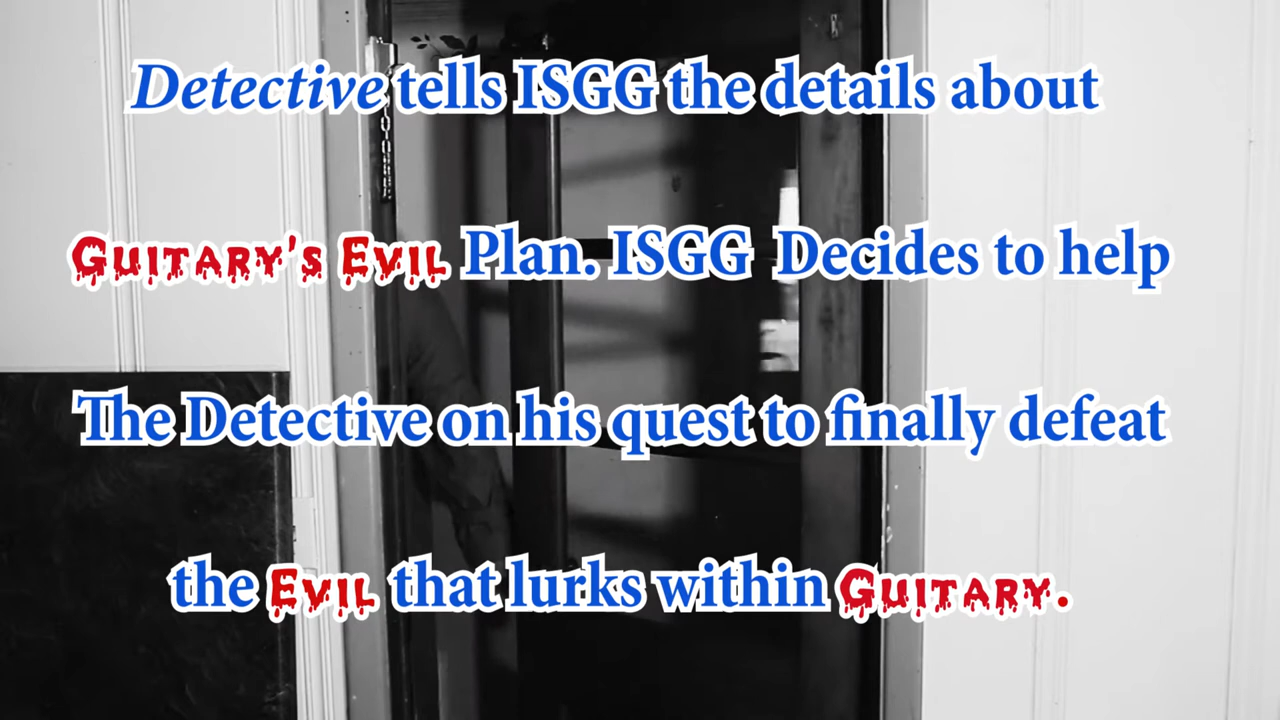 Detective tells ISGG the details about
Guitary's Evil Plan. ISGG Decides to help
The Detective on his quest to finally defeat
the Evil that lurks within Guitary.